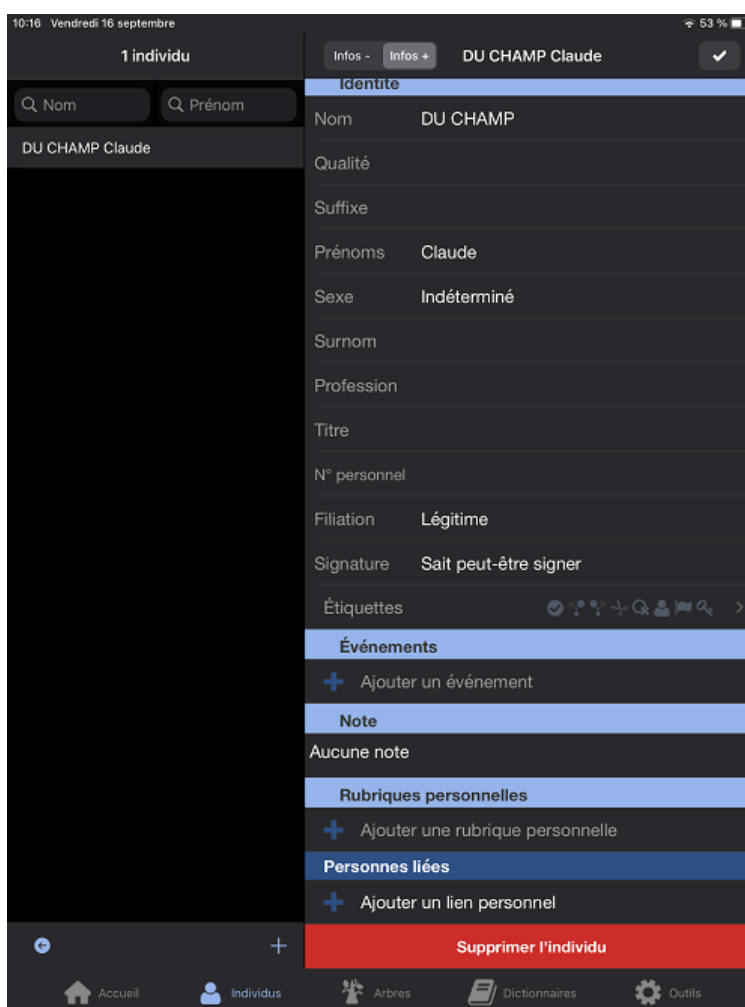 10:16 Vendredi 16 septembre
53 %
1 individu
Infos -
Infos +
DU CHAMP Claude
Nom
Prénom
DU CHAMP Claude
Identité
Nom DU CHAMP
Qualité
Suffixe
Prénoms Claude
Sexe Indéterminé
Surnom
Profession
Titre
N° personnel
Filiation Légitime
Signature Sait peut-être signer
Étiquettes
Événements
Ajouter un événement
Note
Aucune note
Rubriques personnelles
Ajouter une rubrique personnelle
Personnes liées
Ajouter un lien personnel
Supprimer l'individu
Accueil
Individus
Arbres
Dictionnaires
Outils